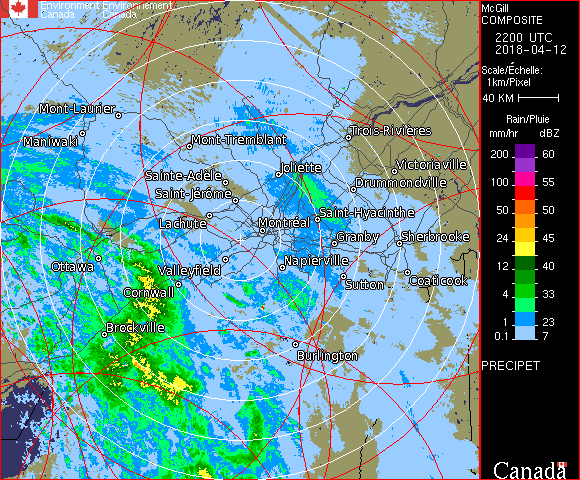 Environment Environnement
Canada Canada
McGill
COMPOSITE
2200 UTC
2018-04-12
Scale/Échelle:
1km/Pixel
40 KM
Rain/Pluie
mm/hr dBZ
200 60
100 55
50 50
24 45
12 40
4 33
1 23
0.1 7
PRECIPET
Canada
Mont-Laurier
Maniwaki
Mont-Tremblant
Trois-Rivières
Sainte-Adèle
Joliette
Victoriaville
Saint-Jérôme
Drummondville
Lachute
Montréal
Saint-Hyacinthe
Granby
Sherbrooke
Ottawa
Valleyfield
Napierville
Cornwall
Sutton
Coaticook
Brockville
Burlington